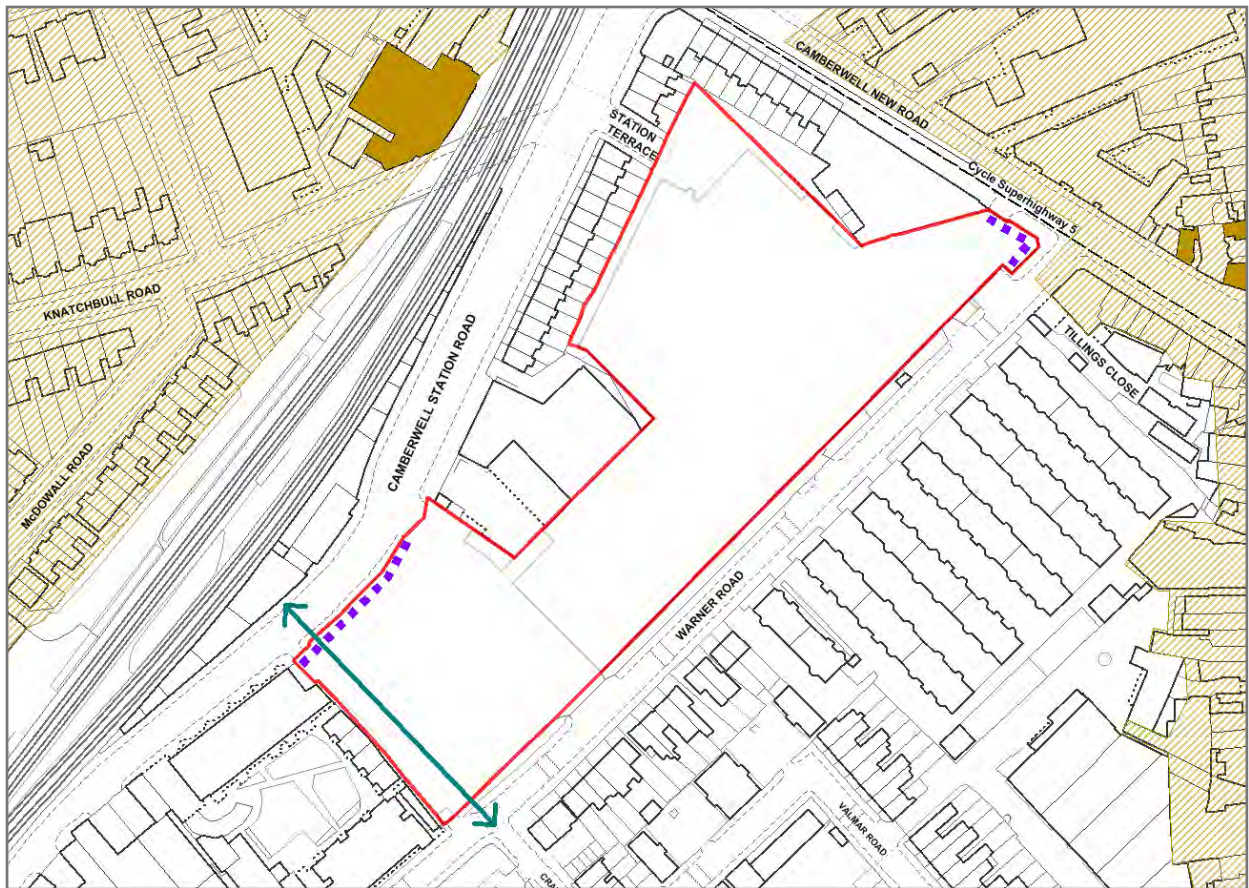 CAMBERWELL NEW ROAD
Cycle Superhighway 5
STATION
TERRACE
KNATCHBULL ROAD
CAMBERWELL STATION ROAD
TILLINGS CLOSE
McDOWALL ROAD
WARNER ROAD
VALMAR ROAD
CRA